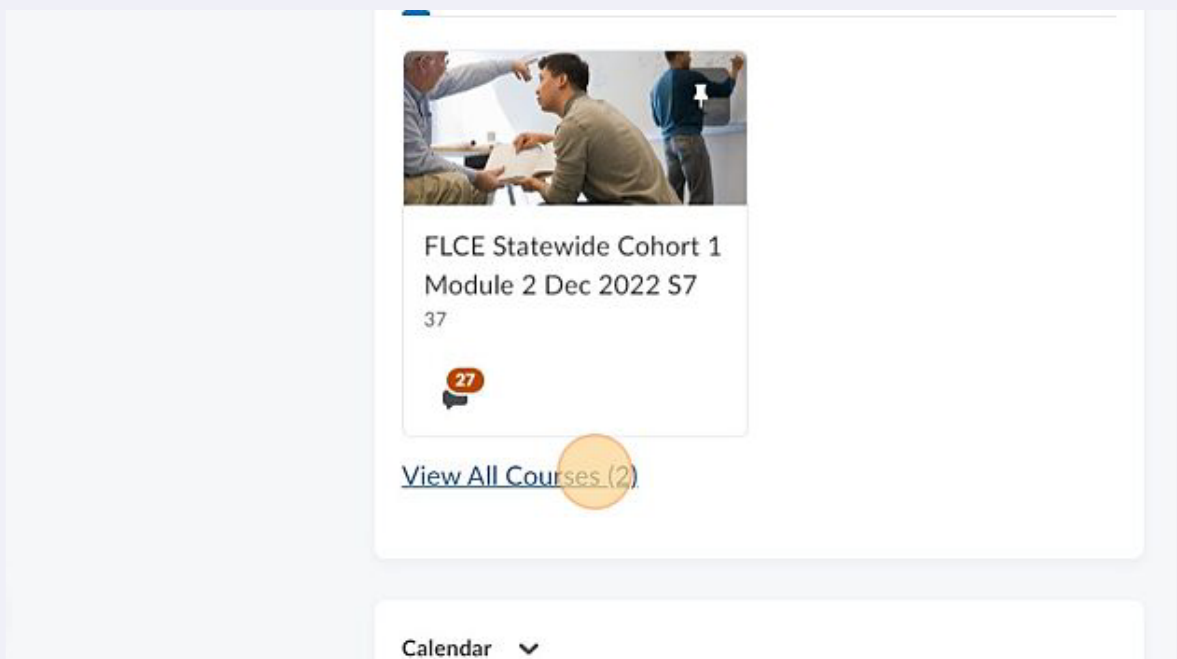 FLCE Statewide Cohort 1
Module 2 Dec 2022 S7
37
27
View All Courses (2)
Calendar